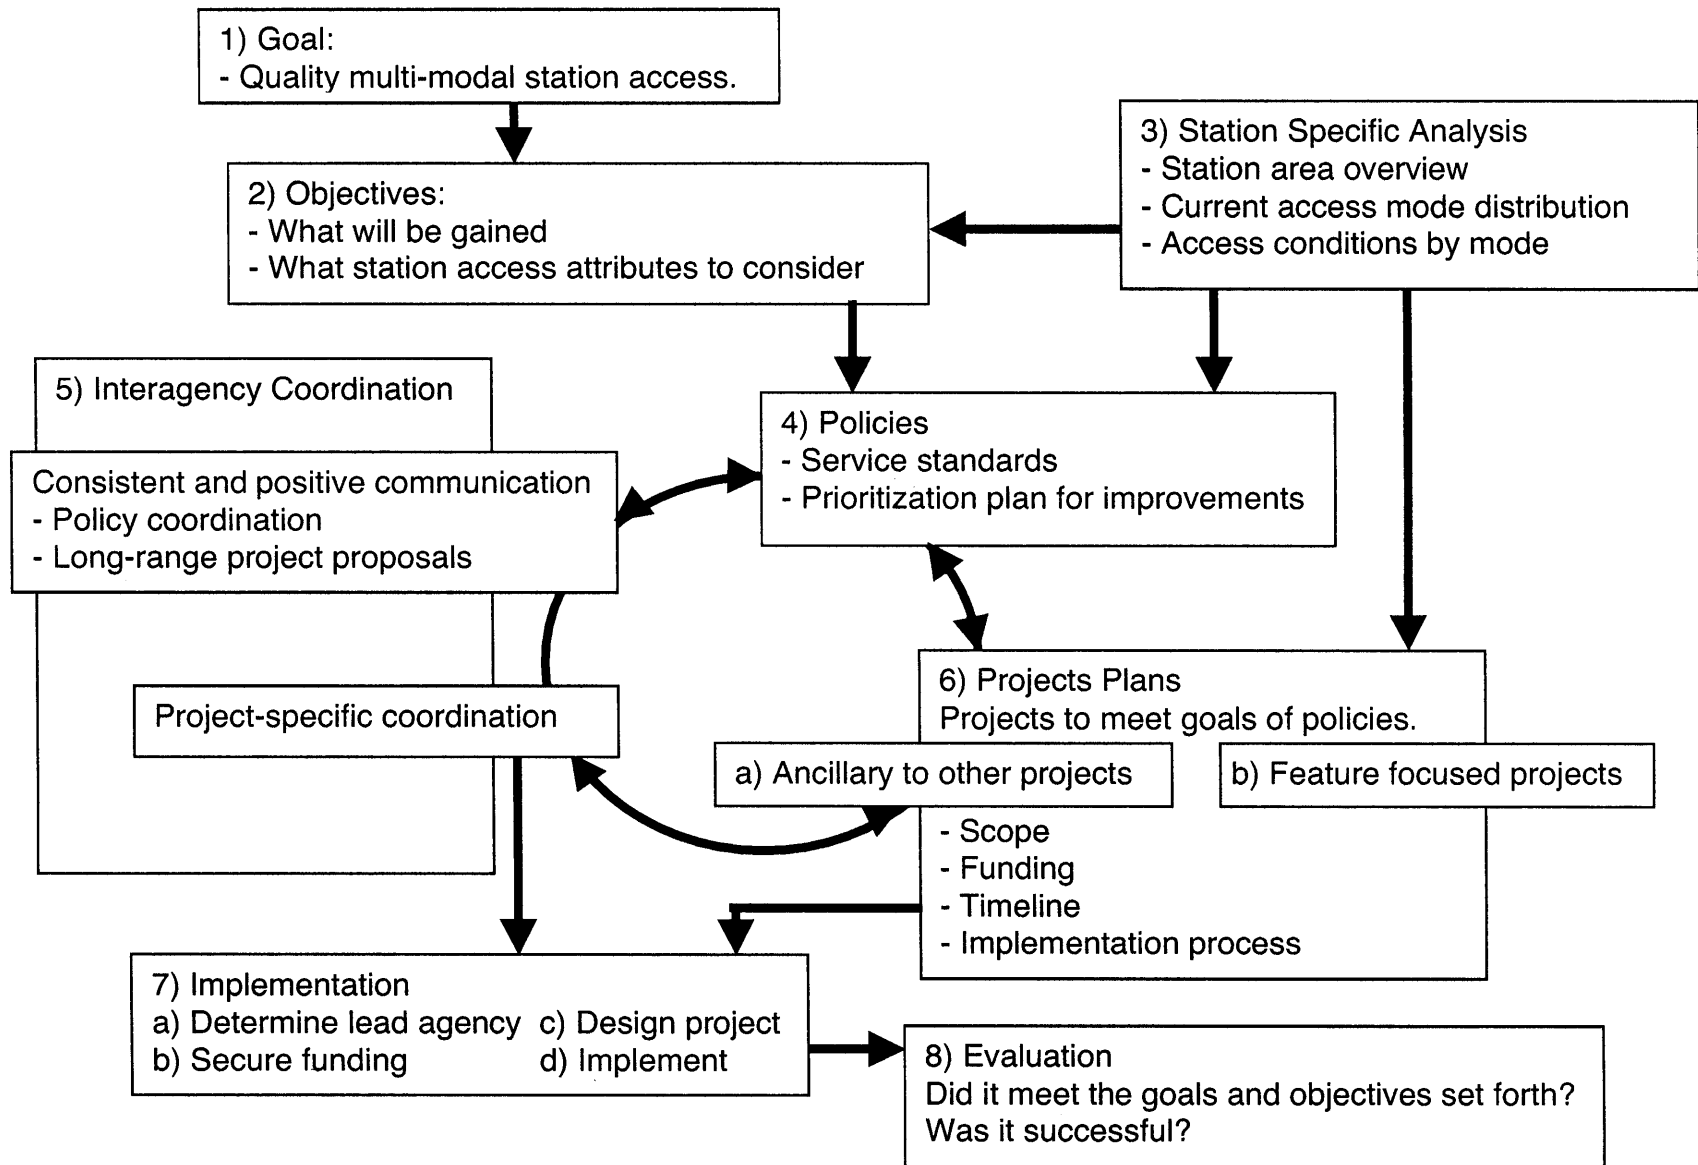 1) Goal:
- Quality multi-modal station access.
2) Objectives:
- What will be gained
- What station access attributes to consider
3) Station Specific Analysis
- Station area overview
- Current access mode distribution
- Access conditions by mode
4) Policies
- Service standards
- Prioritization plan for improvements
5) Interagency Coordination
Consistent and positive communication
- Policy coordination
- Long-range project proposals
Project-specific coordination
6) Projects Plans
Projects to meet goals of policies.
a) Ancillary to other projects
b) Feature focused projects
- Scope
- Funding
- Timeline
- Implementation process
7) Implementation
a) Determine lead agency c) Design project
b) Secure funding d) Implement
8) Evaluation
Did it meet the goals and objectives set forth?
Was it successful?